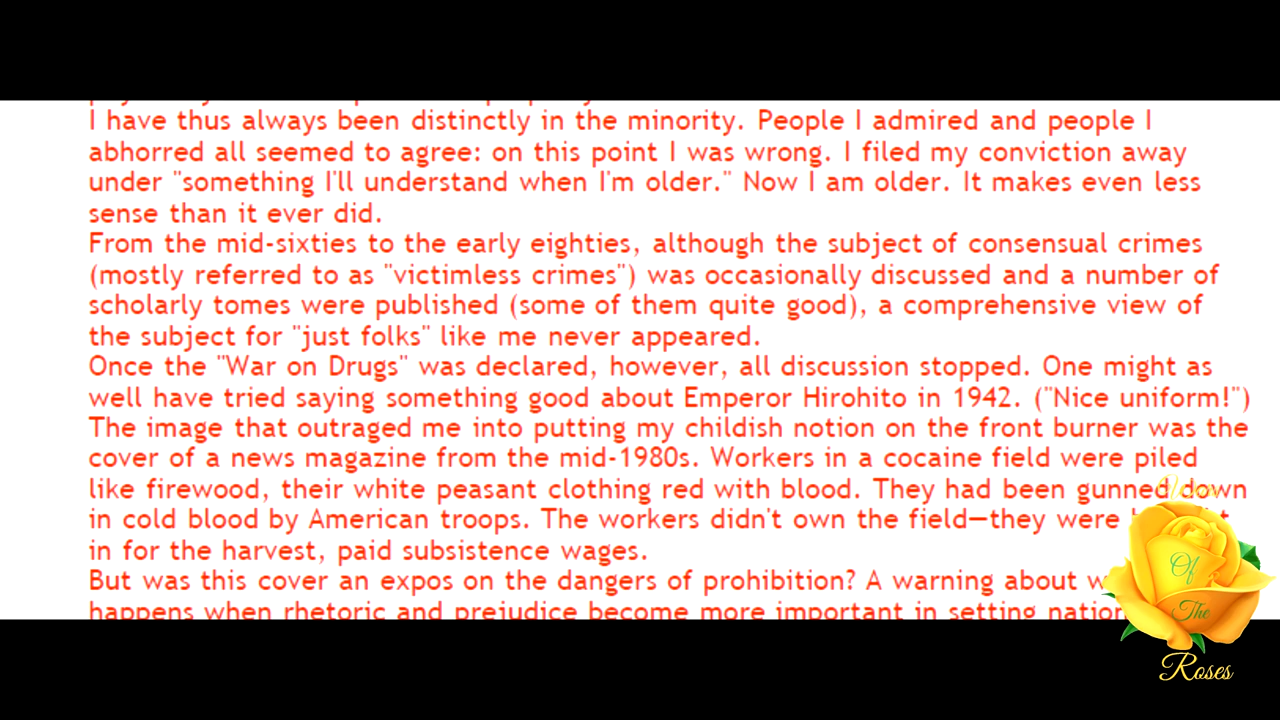 I have thus always been distinctly in the minority. People I admired and people I
abhorred all seemed to agree: on this point I was wrong. I filed my conviction away
under "something I'll understand when I'm older." Now I am older. It makes even less
sense than it ever did.
From the mid-sixties to the early eighties, although the subject of consensual crimes
(mostly referred to as "victimless crimes") was occasionally discussed and a number of
scholarly tomes were published (some of them quite good), a comprehensive view of
the subject for "just folks" like me never appeared.
Once the "War on Drugs" was declared, however, all discussion stopped. One might as
well have tried saying something good about Emperor Hirohito in 1942. ("Nice uniform!")
The image that outraged me into putting my childish notion on the front burner was the
cover of a news magazine from the mid-1980s. Workers in a cocaine field were piled
like firewood, their white peasant clothing red with blood. They had been gunned down
in cold blood by American troops. The workers didn't own the field—they were
in for the harvest, paid subsistence wages.
But was this cover an expos on the dangers of prohibition? A warning about
happens when rhetoric and prejudice become more important in setting
Of
The
Roses